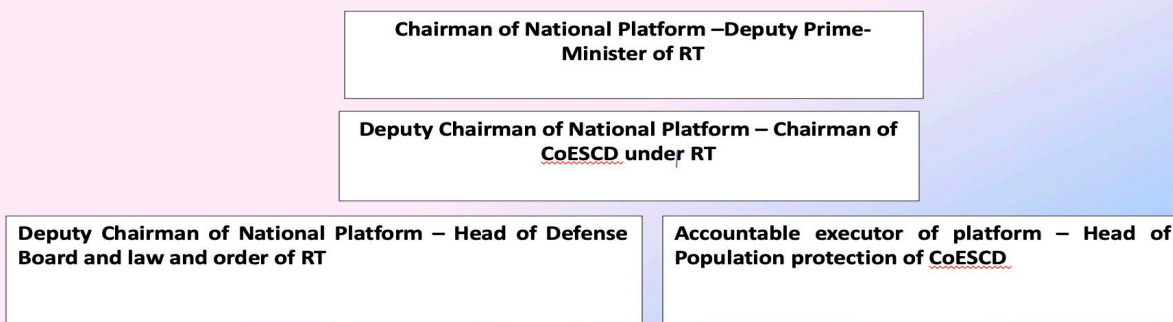 Chairman of National Platform –Deputy Prime-
Minister of RT
Deputy Chairman of National Platform – Chairman of
CoESCD under RT
Deputy Chairman of National Platform – Head of Defense
Board and law and order of RT
Accountable executor of platform – Head of
Population protection of CoESCD